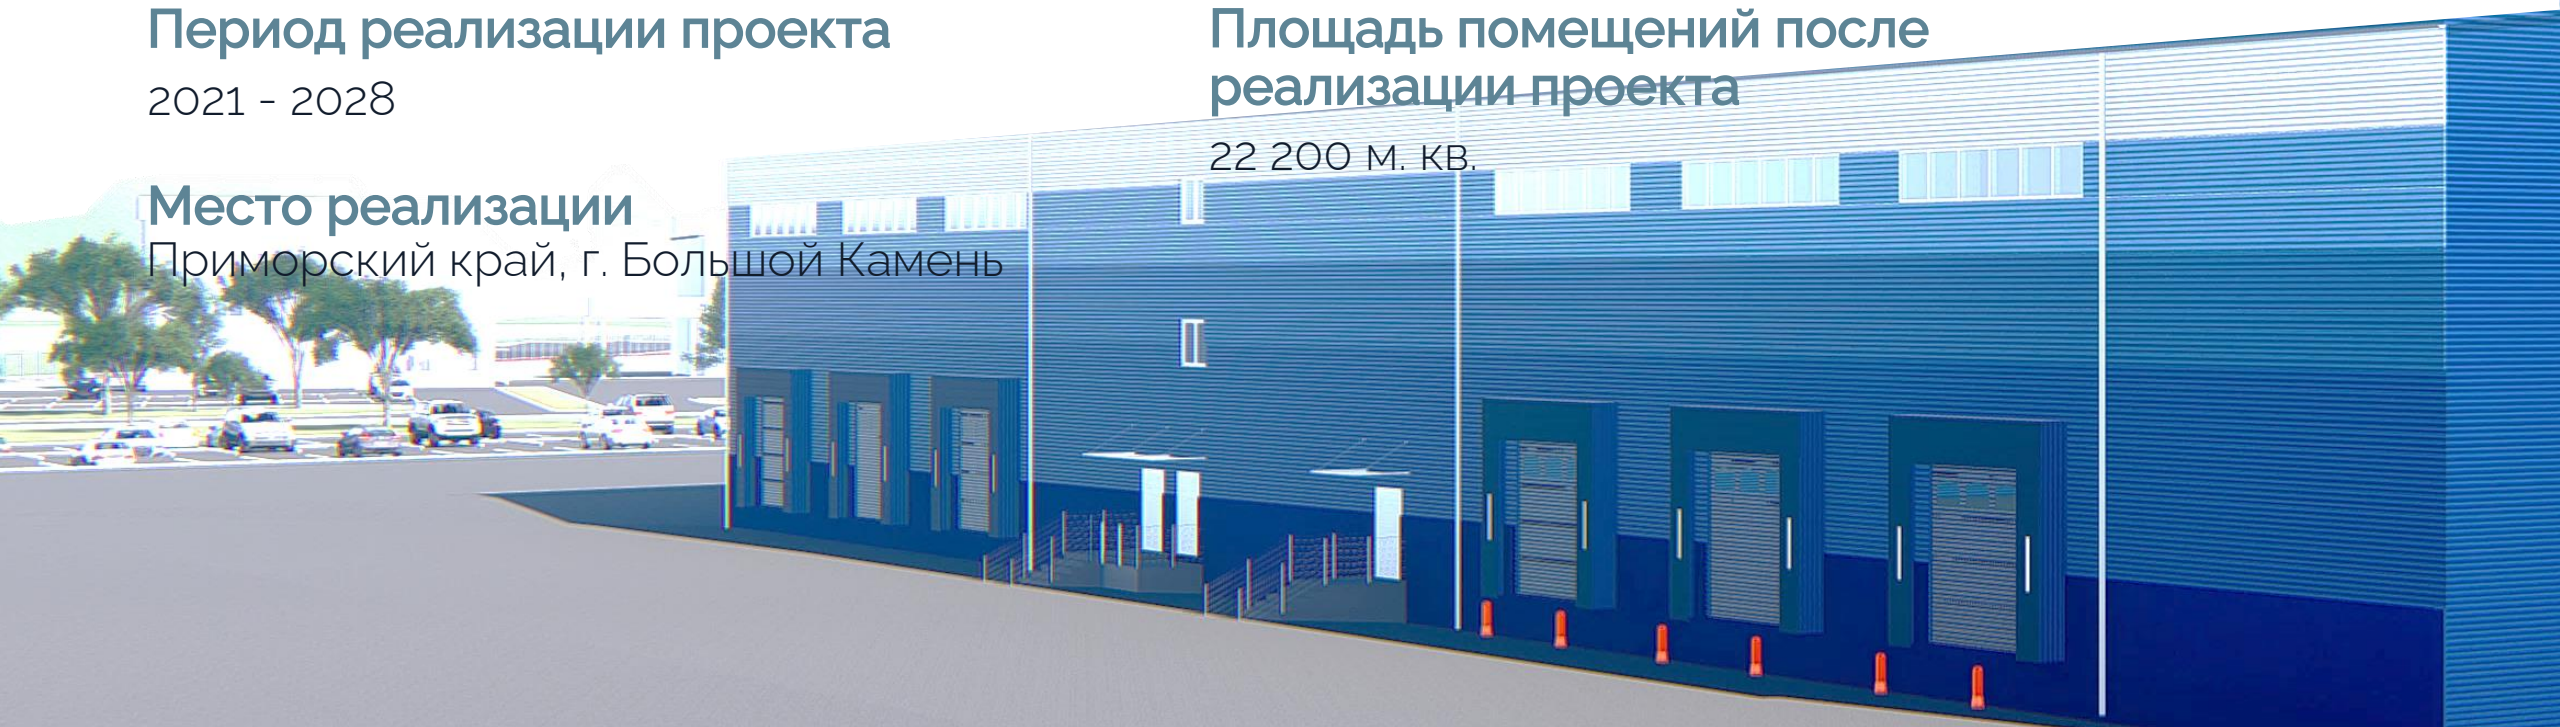 Период реализации проекта
2021 - 2028
Место реализации
Приморский край, г. Большой Камень
Площадь помещений после
реализации проекта
22 200 м. кв.